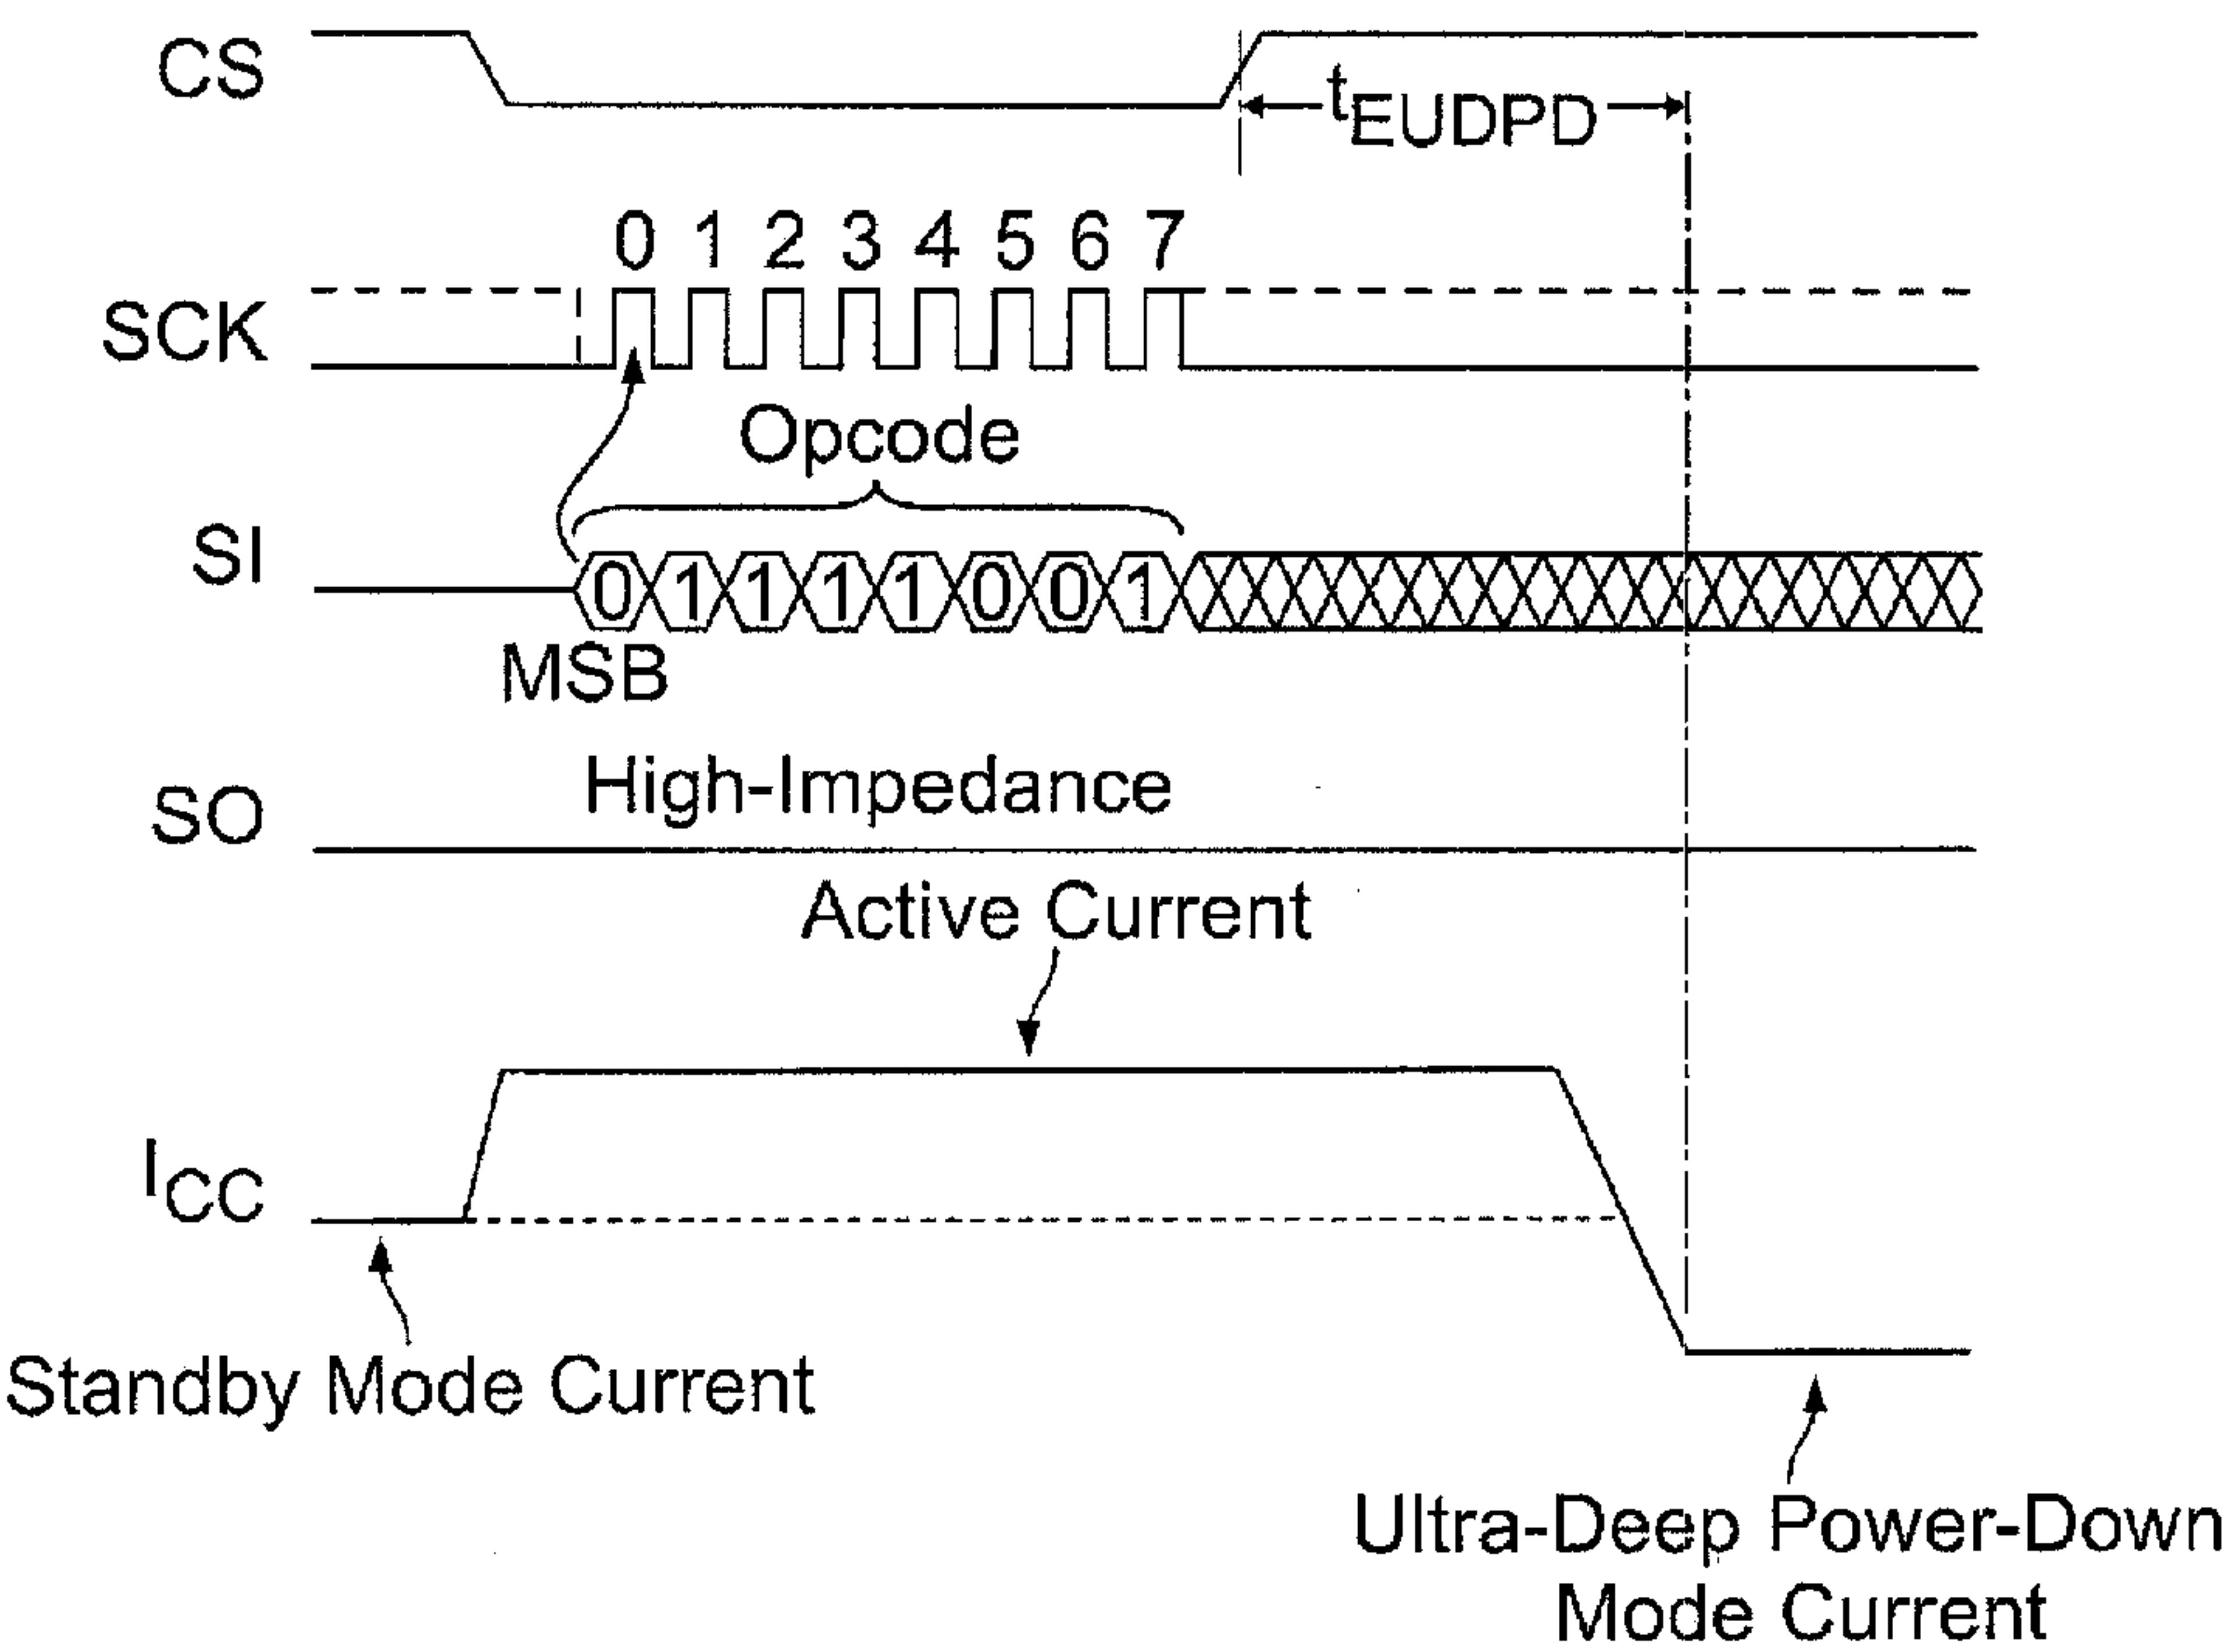 CS
tEUDPD
0 1 2 3 4 5 6 7
SCK
Opcode
SI
0 1 1 1 1 0 0 1
MSB
High-Impedance
SO
Active Current
ICC
Standby Mode Current
Ultra-Deep Power-Down
Mode Current